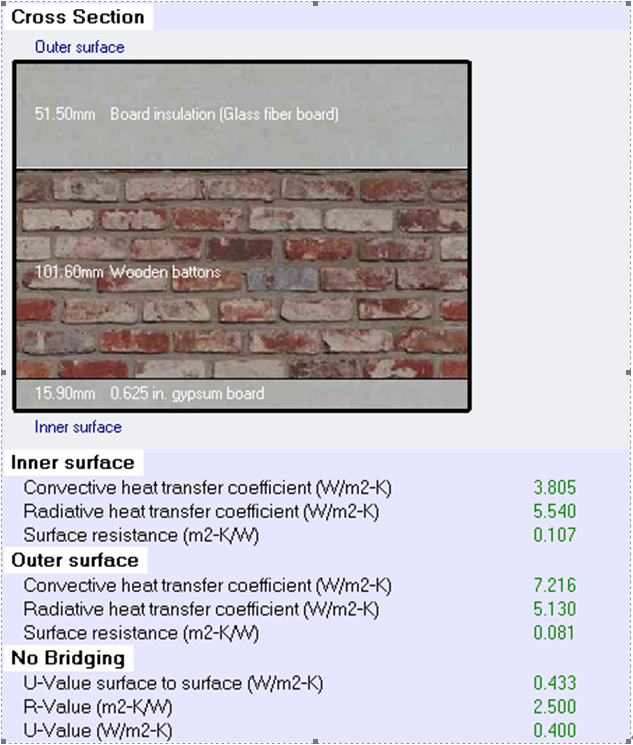 Cross Section
Outer surface
51.50mm Board insulation (Glass fiber board)
101.60mm Wooden battons
15.90mm 0.625 in. gypsum board
Inner surface
Inner surface
Convective heat transfer coefficient (W/m2-K) 3.805
Radiative heat transfer coefficient (W/m2-K) 5.540
Surface resistance (m2-K/W) 0.107
Outer surface
Convective heat transfer coefficient (W/m2-K) 7.216
Radiative heat transfer coefficient (W/m2-K) 5.130
Surface resistance (m2-K/W) 0.081
No Bridging
U-Value surface to surface (W/m2-K) 0.433
R-Value (m2-K/W) 2.500
U-Value (W/m2-K) 0.400